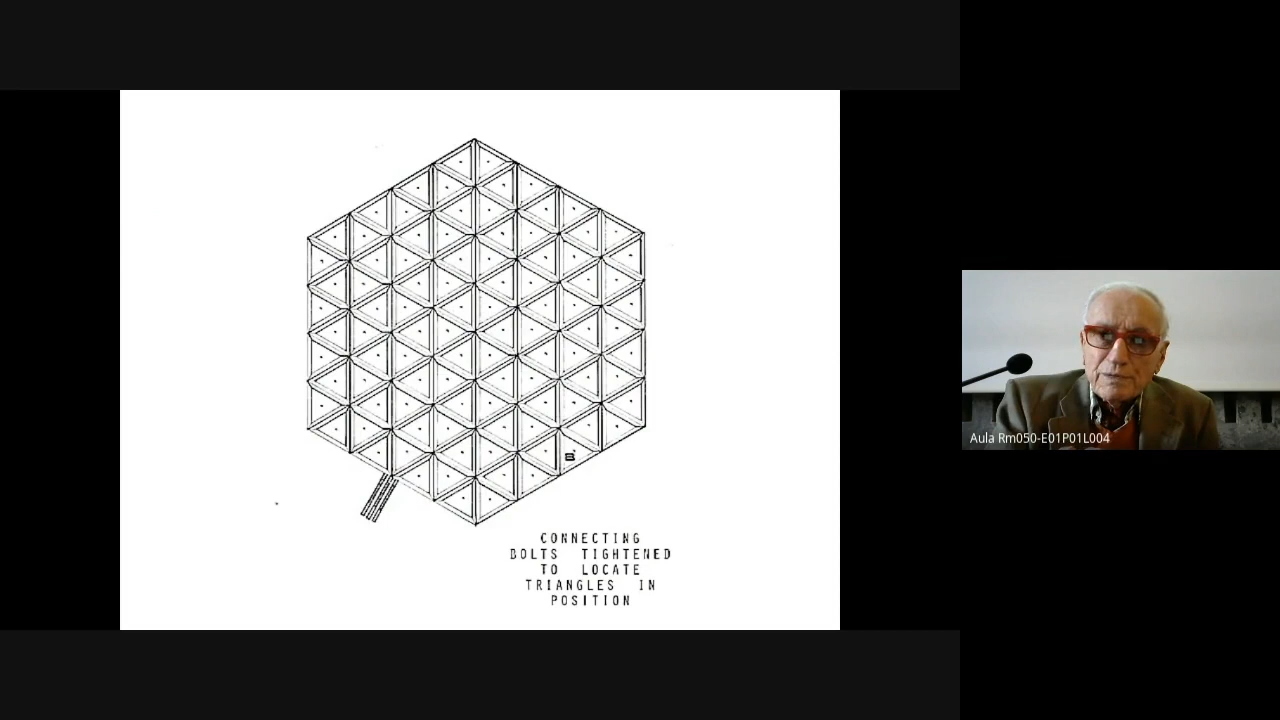 B
CONNECTING
BOLTS TIGHTENED
TO LOCATE
TRIANGLES IN
POSITION
Aula Rm050-E01P01L004